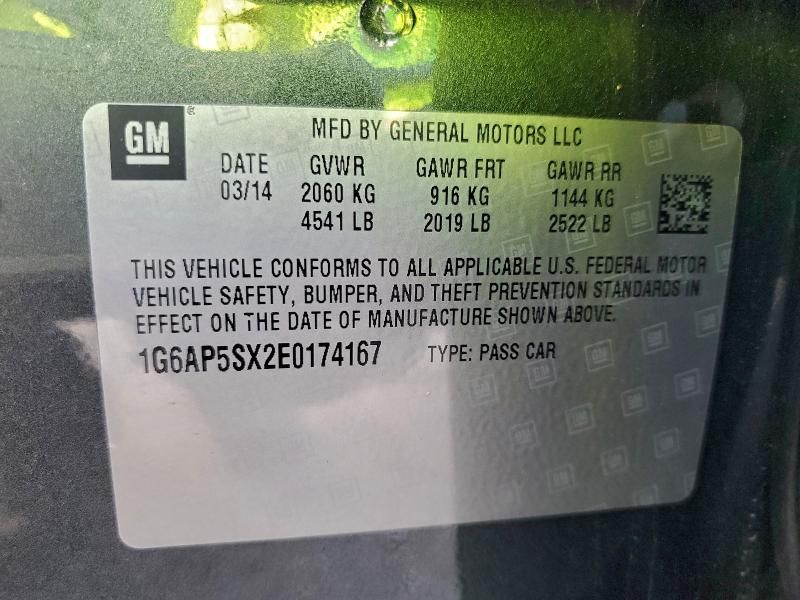 GM
MFD BY GENERAL MOTORS LLC
DATE GVWR GAWR FRT GAWR RR
03/14 2060 KG 916 KG 1144 KG
4541 LB 2019 LB 2522 LB
THIS VEHICLE CONFORMS TO ALL APPLICABLE U.S. FEDERAL MOTOR
VEHICLE SAFETY, BUMPER, AND THEFT PREVENTION STANDARDS IN
EFFECT ON THE DATE OF MANUFACTURE SHOWN ABOVE.
1G6AP5SX2E0174167 TYPE: PASS CAR